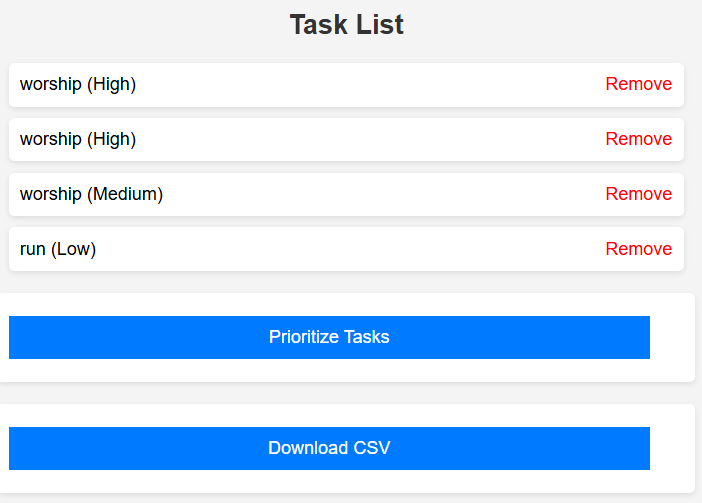 Task List
worship (High) Remove
worship (High) Remove
worship (Medium) Remove
run (Low) Remove
Prioritize Tasks
Download CSV